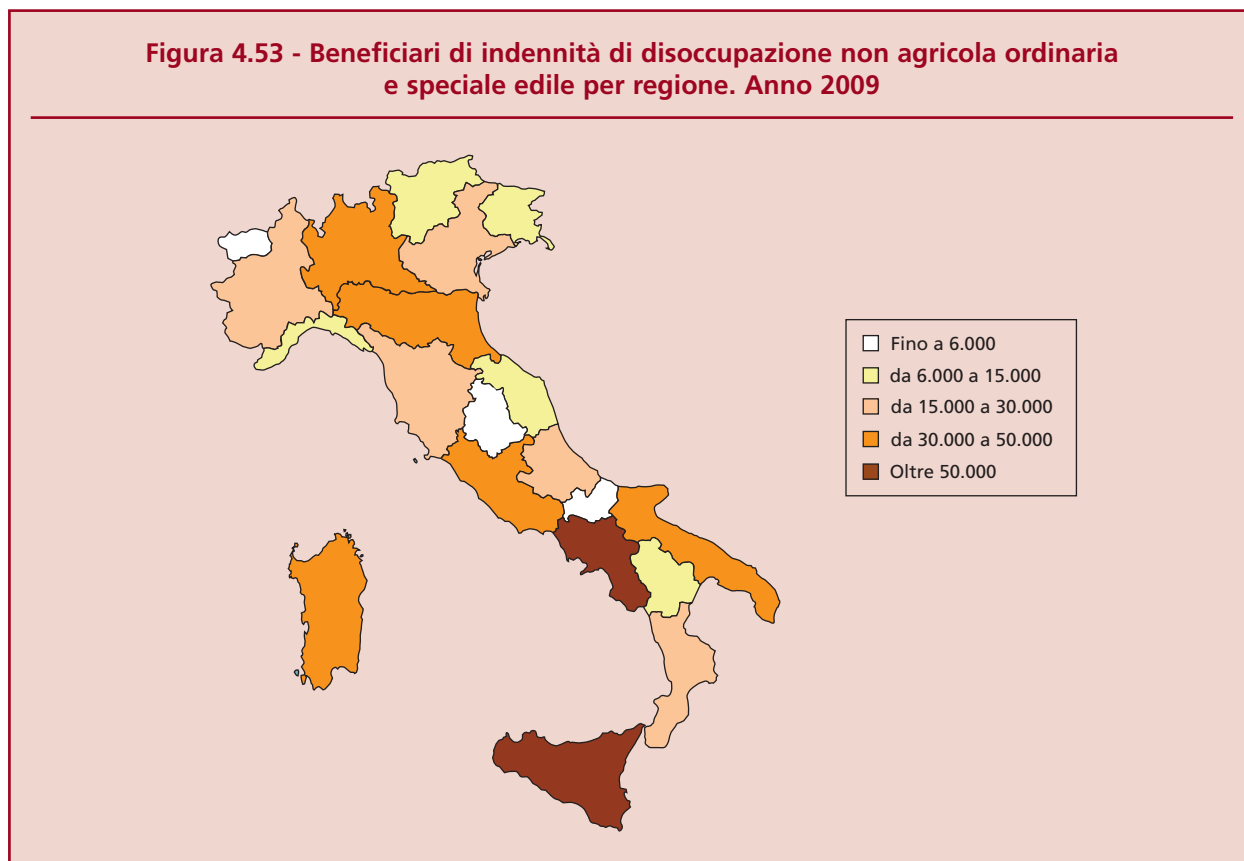 Figura 4.53 - Beneficiari di indennità di disoccupazione non agricola ordinaria
e speciale edile per regione. Anno 2009
Fino a 6.000
da 6.000 a 15.000
da 15.000 a 30.000
da 30.000 a 50.000
Oltre 50.000